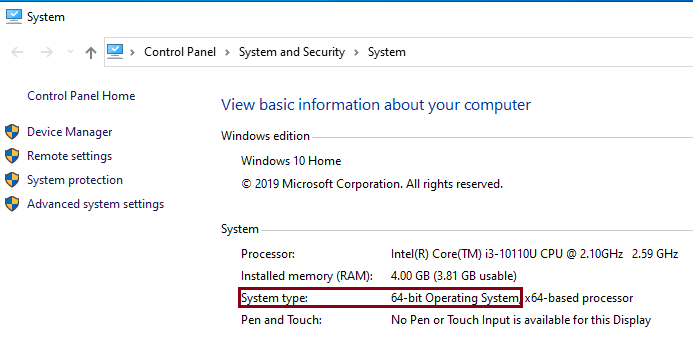 System
Control Panel > System and Security > System
Control Panel Home
Device Manager
Remote settings
System protection
Advanced system settings
View basic information about your computer
Windows edition
Windows 10 Home
© 2019 Microsoft Corporation. All rights reserved.
System
Processor: Intel(R) Core(TM) i3-10110U CPU @ 2.10GHz 2.59 GHz
Installed memory (RAM): 4.00 GB (3.81 GB usable)
System type: 64-bit Operating System, x64-based processor
Pen and Touch: No Pen or Touch Input is available for this Display